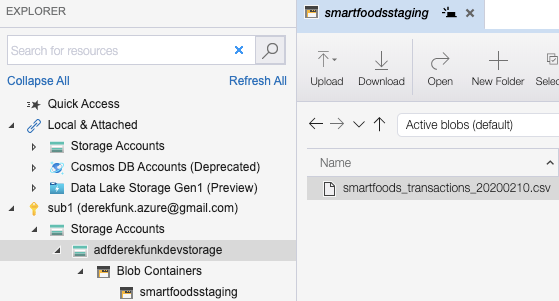 EXPLORER
Search for resources
Collapse All
Refresh All
Quick Access
Local & Attached
Storage Accounts
Cosmos DB Accounts (Deprecated)
Data Lake Storage Gen1 (Preview)
sub1 (derekfunk.azure@gmail.com)
Storage Accounts
adfderekfunkdevstorage
Blob Containers
smartfoodsstaging
smartfoodsstaging
Upload
Download
Open
New Folder
Selec
Active blobs (default)
Name
smartfoods_transactions_20200210.csv